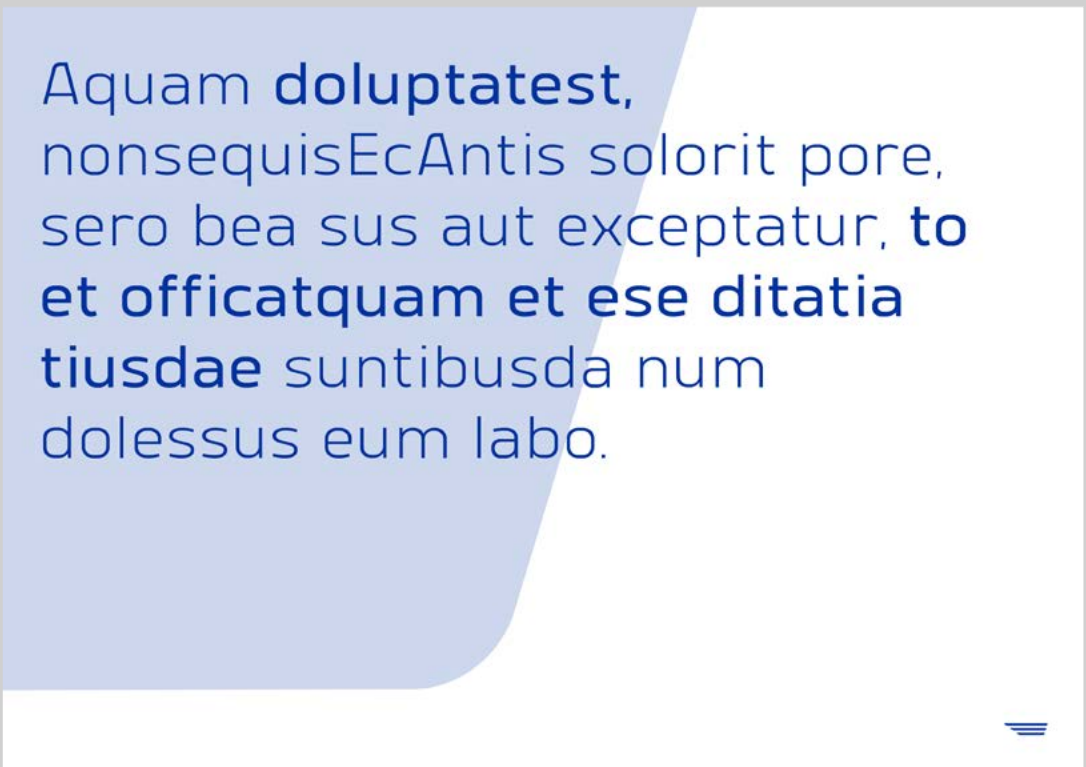 Aquam doluptatest,
nonsequisEcAntis solorit pore,
sero bea sus aut exceptatur, to
et officatquam et ese ditatia
tiusdae suntibusda num
dolessus eum labo.